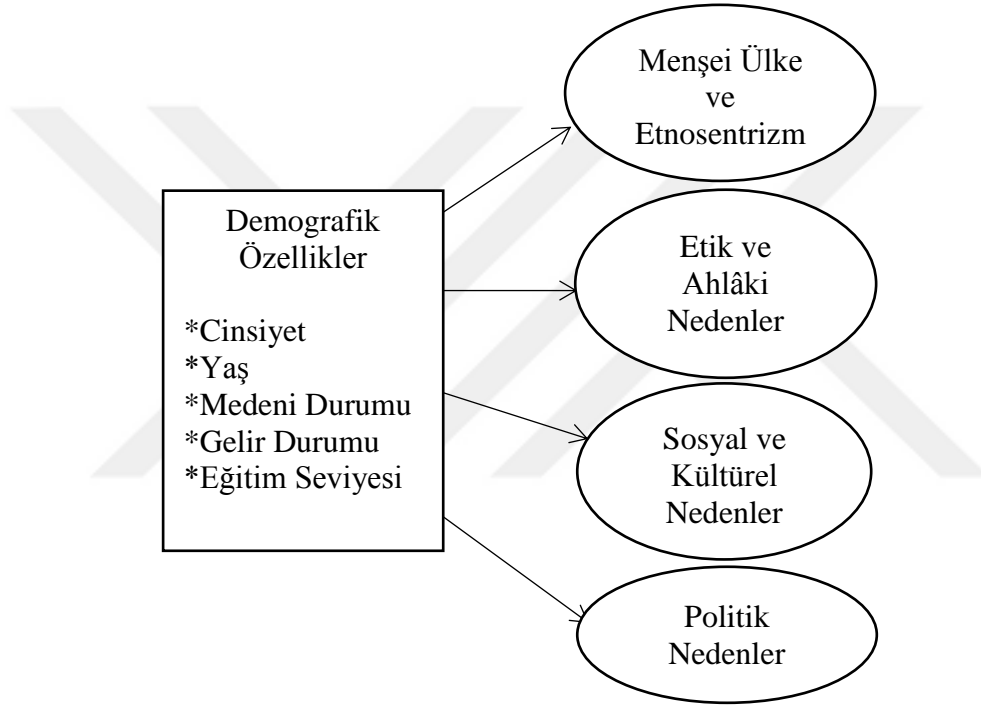 Demografik
Özellikler
*Cinsiyet
*Yaş
*Medeni Durumu
*Gelir Durumu
*Eğitim Seviyesi
Menşei Ülke
ve
Etnosentrizm
Etik ve
Ahlâki
Nedenler
Sosyal ve
Kültürel
Nedenler
Politik
Nedenler